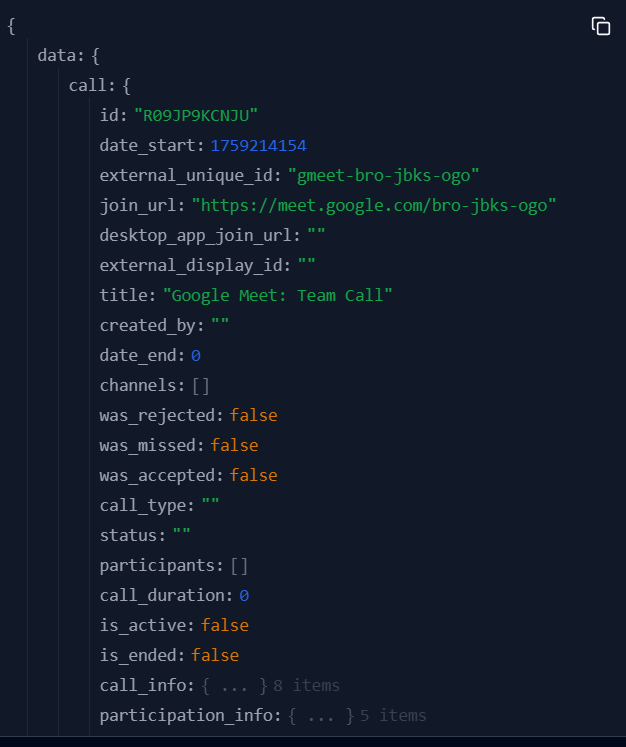 {
data: {
call: {
id: "R09JP9KCNJU"
date_start: 1759214154
external_unique_id: "gmeet-bro-jbks-ogo"
join_url: "https://meet.google.com/bro-jbks-ogo"
desktop_app_join_url: ""
external_display_id: ""
title: "Google Meet: Team Call"
created_by: ""
date_end: 0
channels: []
was_rejected: false
was_missed: false
was_accepted: false
call_type: ""
status: ""
participants: []
call_duration: 0
is_active: false
is_ended: false
call_info: { ... } 8 items
participation_info: { ... } 5 items